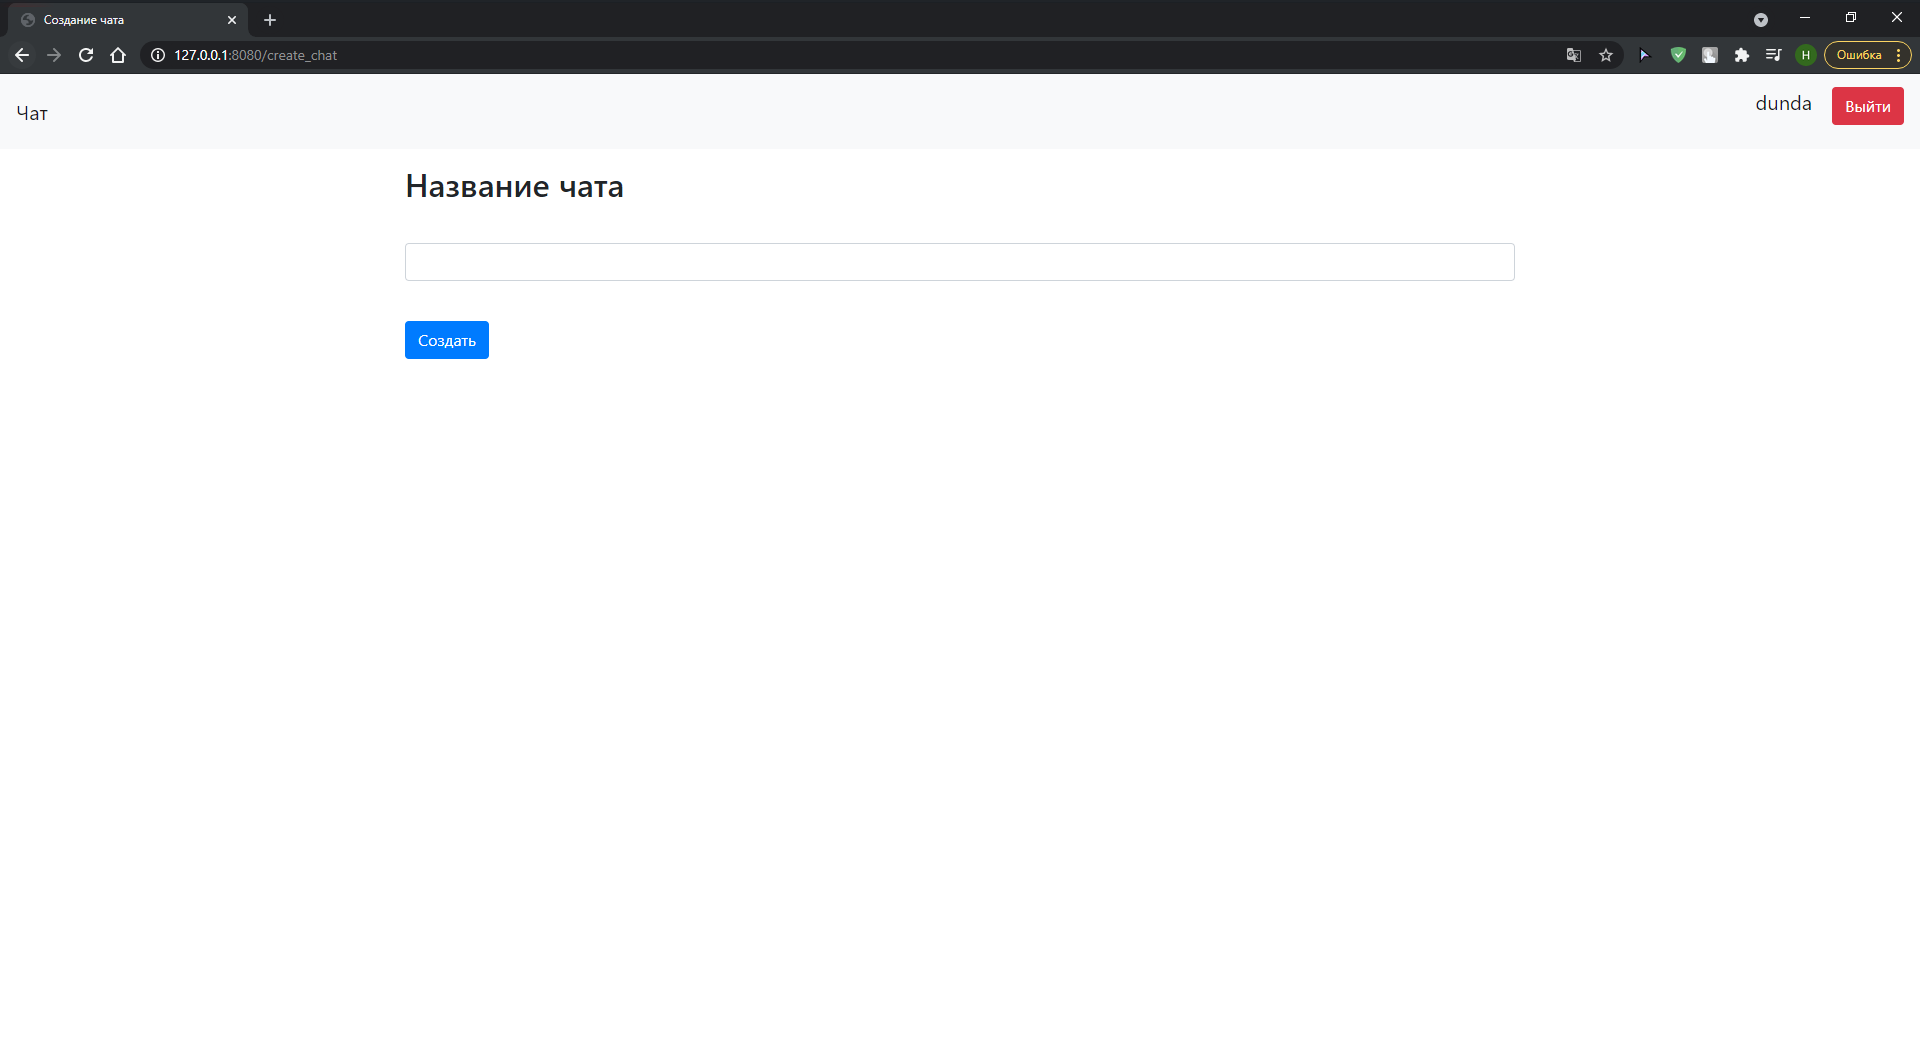 Создание чата
127.0.0.1:8080/create_chat
H
Ошибка
Чат
dunda
Выйти
Название чата
Создать